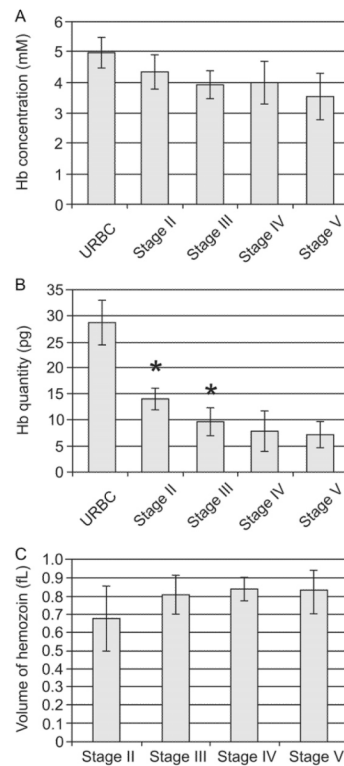 A
Hb concentration (mM)
6
5
4
3
2
1
0
URBC
Stage II
Stage III
Stage IV
Stage V
B
Hb quantity (pg)
35
30
25
20
15
10
5
0
*
*
URBC
Stage II
Stage III
Stage IV
Stage V
C
Volume of hemozoin (fL)
1.0
0.9
0.8
0.7
0.6
0.5
0.4
0.3
0.2
0.1
0
Stage II
Stage III
Stage IV
Stage V